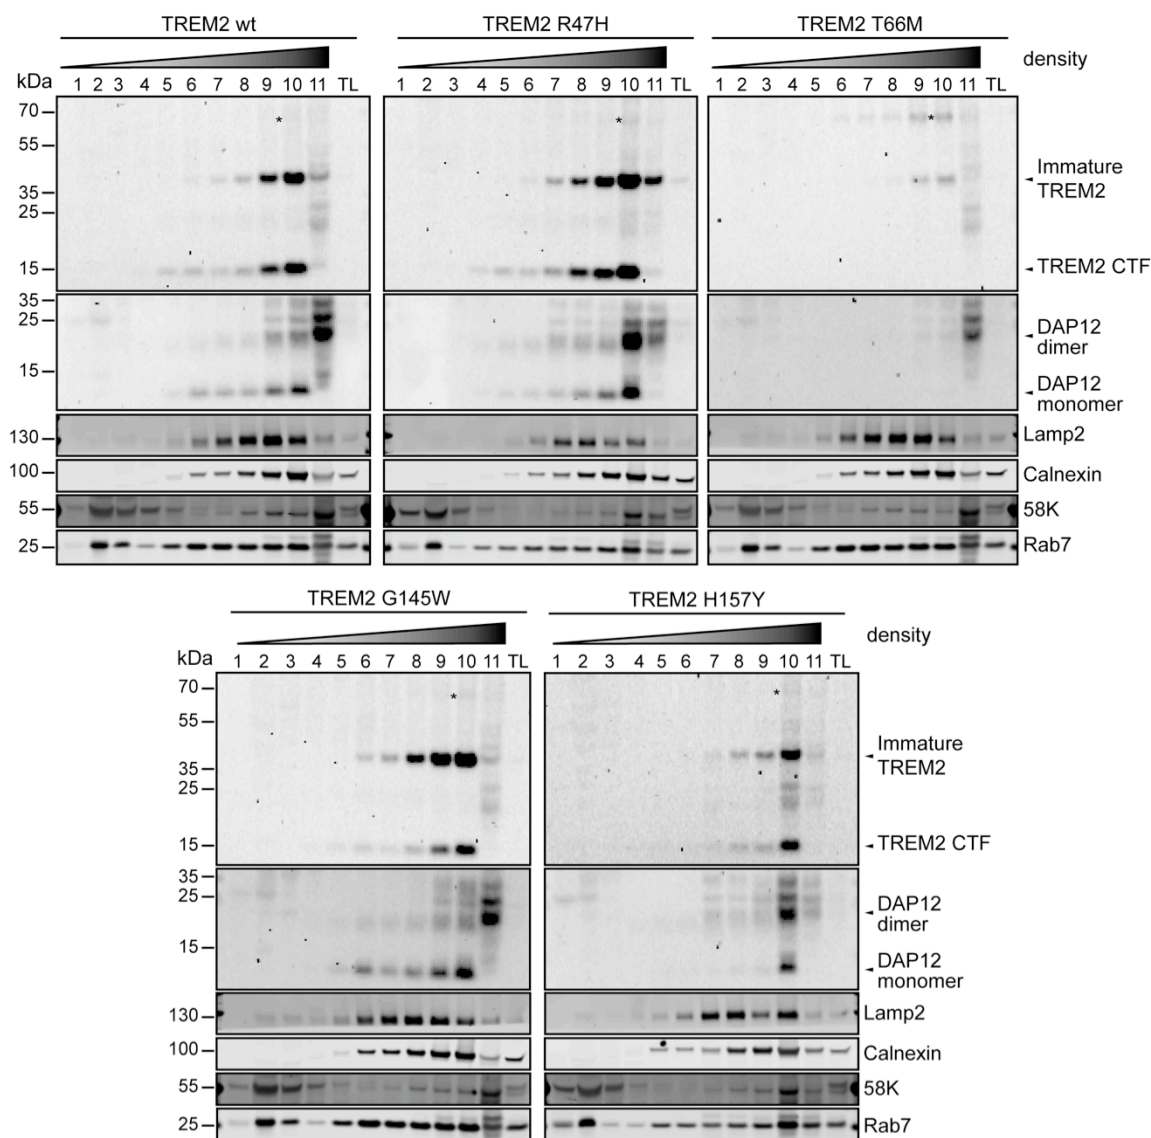 TREM2 wt TREM2 R47H TREM2 T66M
density
kDa 1 2 3 4 5 6 7 8 9 10 11 TL 1 2 3 4 5 6 7 8 9 10 11 TL 1 2 3 4 5 6 7 8 9 10 11 TL
70
* * *
55
Immature
TREM2
35
25
15
TREM2 CTF
35
25
DAP12
dimer
15
DAP12
monomer
130 Lamp2
100 Calnexin
55 58K
25 Rab7
TREM2 G145W TREM2 H157Y
density
kDa 1 2 3 4 5 6 7 8 9 10 11 TL 1 2 3 4 5 6 7 8 9 10 11 TL
70
* *
55
Immature
TREM2
35
25
15 TREM2 CTF
35
25
DAP12
dimer
15
DAP12
monomer
130 Lamp2
100 Calnexin
55 58K
25 Rab7